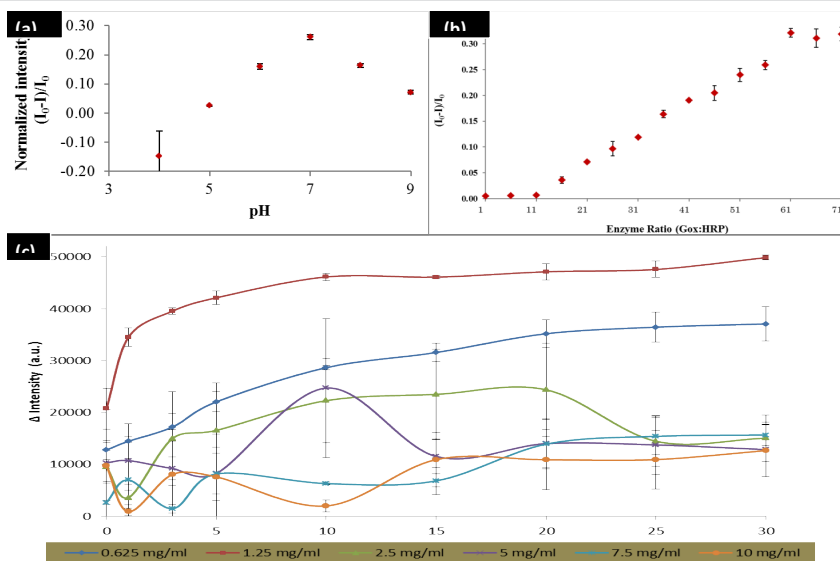 (a)
Normalized intensity
(I₀-I)/I₀
0.30
0.20
0.10
0.00
-0.10
-0.20
3 5 7 9
pH
(b)
(I₀-I)/I₀
0.30
0.25
0.20
0.15
0.10
0.05
0.00
1 11 21 31 41 51 61 71
Enzyme Ratio (Gox:HRP)
(c)
Δ Intensity (a.u.)
50000
40000
30000
20000
10000
0
0 5 10 15 20 25 30
0.625 mg/ml 1.25 mg/ml 2.5 mg/ml 5 mg/ml 7.5 mg/ml 10 mg/ml